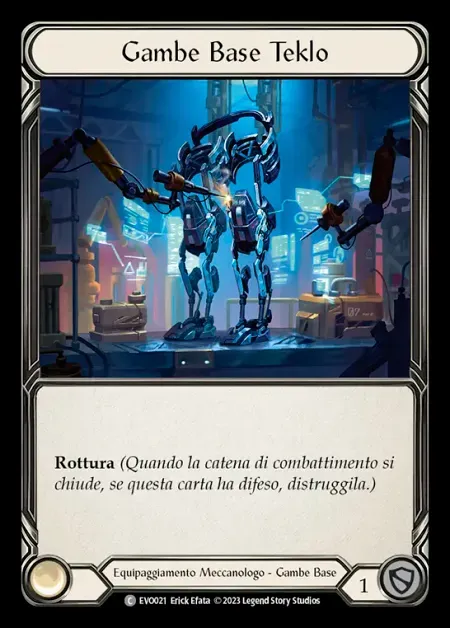 Gambe Base Teklo
Rottura (Quando la catena di combattimento si
chiude, se questa carta ha difeso, distruggila.)
Equipaggiamento Meccanologo - Gambe Base
1
C EVO021 Erick Efata ©2023 Legend Story Studios